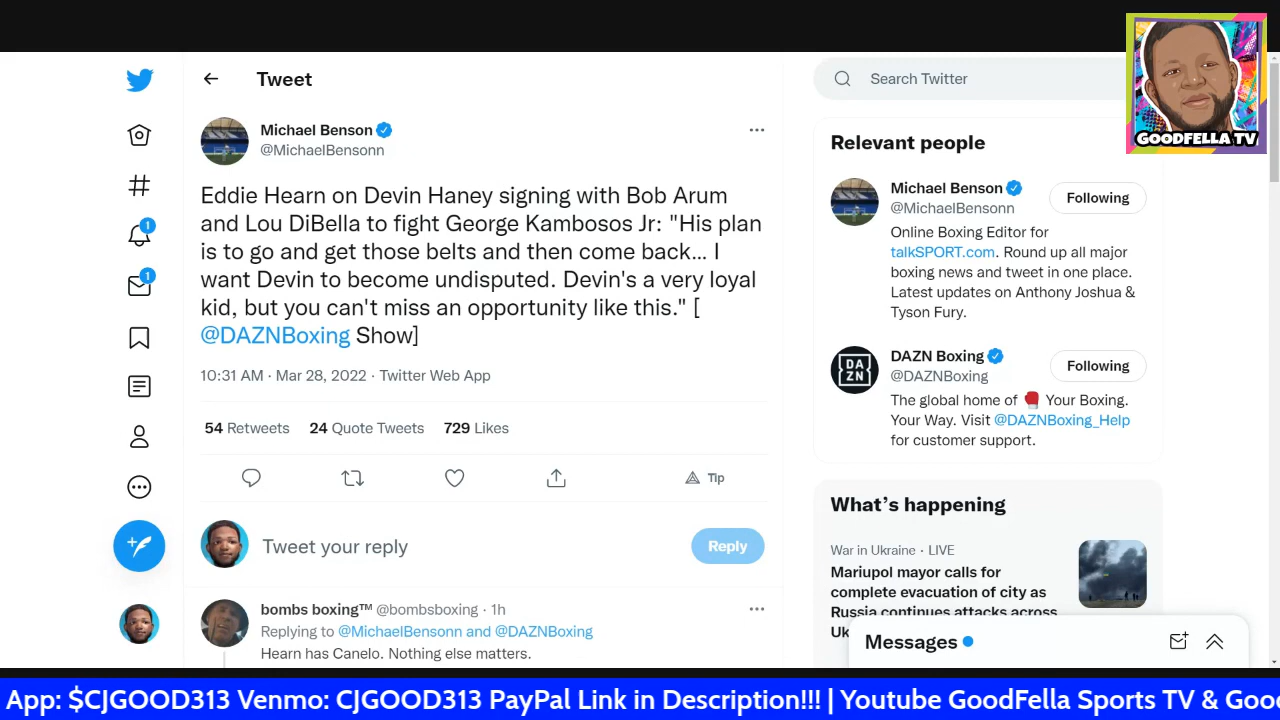 Tweet
Michael Benson
@MichaelBensonn
Eddie Hearn on Devin Haney signing with Bob Arum
and Lou DiBella to fight George Kambosos Jr: "His plan
is to go and get those belts and then come back... I
want Devin to become undisputed. Devin's a very loyal
kid, but you can't miss an opportunity like this." [
@DAZNBoxing Show]
10:31 AM · Mar 28, 2022 · Twitter Web App
54 Retweets 24 Quote Tweets 729 Likes
Tip
Tweet your reply
Reply
bombs boxing™ @bombsboxing · 1h
Replying to @MichaelBensonn and @DAZNBoxing
Hearn has Canelo. Nothing else matters.
1
1
Search Twitter
GOODFELLA TV
Relevant people
Michael Benson
@MichaelBensonn
Following
Online Boxing Editor for
talkSPORT.com. Round up all major
boxing news and tweet in one place.
Latest updates on Anthony Joshua &
Tyson Fury.
DA
ZN
DAZN Boxing
@DAZNBoxing
Following
The global home of 🥊 Your Boxing.
Your Way. Visit @DAZNBoxing_Help
for customer support.
What's happening
War in Ukraine · LIVE
Mariupol mayor calls for
complete evacuation of city as
Russia continues attacks across
Messages
App: $CJGOOD313 Venmo: CJGOOD313 PayPal Link in Description!!! | Youtube GoodFella Sports TV & Goo